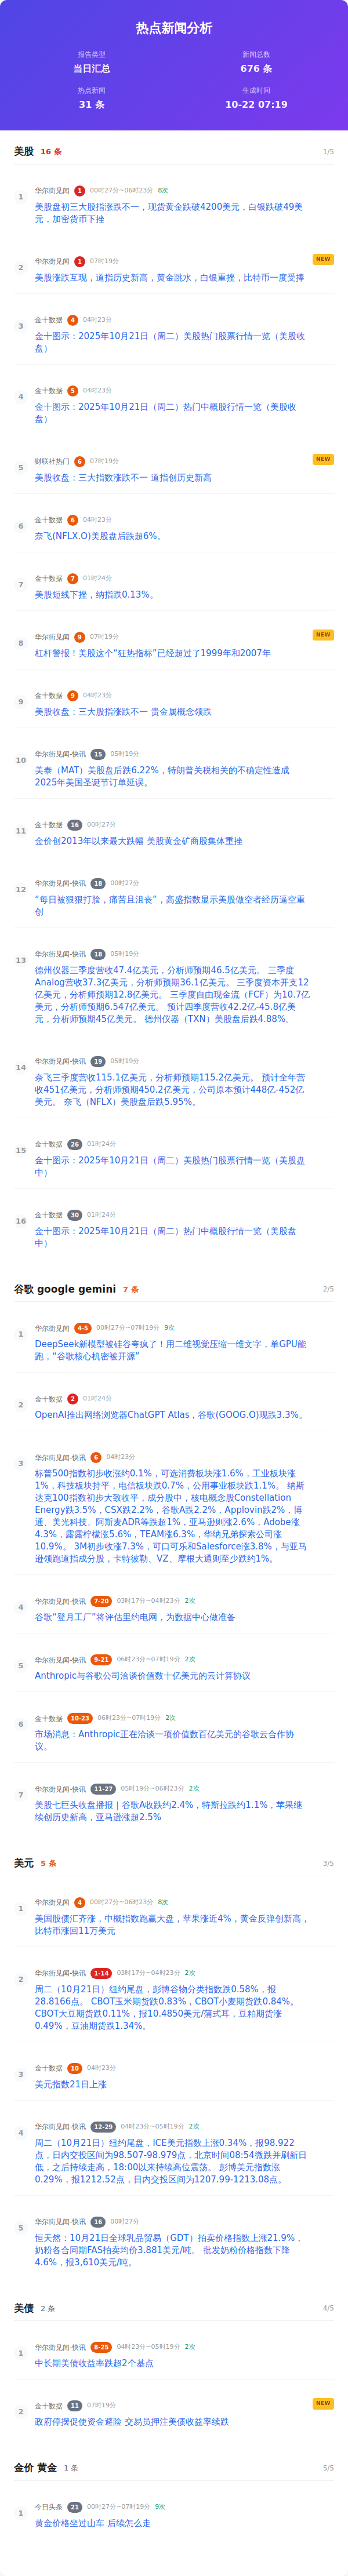 热点新闻分析
报告类型
当日汇总
新闻总数
676 条
热点新闻
31 条
生成时间
10-22 07:19
美股 16 条 1/5
1
华尔街见闻 1 00时27分~06时23分 8次
美股盘初三大股指涨跌不一，现货黄金跌破4200美元，白银跌破49美
元，加密货币下挫
2
华尔街见闻 1 07时19分 NEW
美股涨跌互现，道指历史新高，黄金跳水，白银重挫，比特币一度受捧
3
金十数据 4 04时23分
金十图示：2025年10月21日（周二）美股热门股票行情一览（美股收
盘）
4
金十数据 5 04时23分
金十图示：2025年10月21日（周二）热门中概股行情一览（美股收
盘）
5
财联社热门 6 07时19分 NEW
美股收盘：三大指数涨跌不一 道指创历史新高
6
金十数据 6 04时23分
奈飞(NFLX.O)美股盘后跌超6%。
7
金十数据 7 01时24分
美股短线下挫，纳指跌0.13%。
8
华尔街见闻 9 07时19分 NEW
杠杆警报！美股这个“狂热指标”已经超过了1999年和2007年
9
金十数据 9 04时23分
美股收盘：三大股指涨跌不一 贵金属概念领跌
10
华尔街见闻-快讯 15 05时19分
美泰（MAT）美股盘后跌6.22%，特朗普关税相关的不确定性造成
2025年美国圣诞节订单延误。
11
金十数据 16 00时27分
金价创2013年以来最大跌幅 美股黄金矿商股集体重挫
12
华尔街见闻-快讯 18 00时27分
“每日被狠狠打脸，痛苦且沮丧”，高盛指数显示美股做空者经历逼空重
创
13
华尔街见闻-快讯 18 05时19分
德州仪器三季度营收47.4亿美元，分析师预期46.5亿美元。 三季度
Analog营收37.3亿美元，分析师预期36.1亿美元。 三季度资本开支12
亿美元，分析师预期12.8亿美元。 三季度自由现金流（FCF）为10.7亿
美元，分析师预期6.547亿美元。 预计四季度营收42.2亿-45.8亿美
元，分析师预期45亿美元。 德州仪器（TXN）美股盘后跌4.88%。
14
华尔街见闻-快讯 19 05时19分
奈飞三季度营收115.1亿美元，分析师预期115.2亿美元。 预计全年营
收451亿美元，分析师预期450.2亿美元，公司原本预计448亿-452亿
美元。 奈飞（NFLX）美股盘后跌5.95%。
15
金十数据 26 01时24分
金十图示：2025年10月21日（周二）美股热门股票行情一览（美股盘
中）
16
金十数据 30 01时24分
金十图示：2025年10月21日（周二）热门中概股行情一览（美股盘
中）
谷歌 google gemini 7 条 2/5
1
华尔街见闻 4-5 00时27分~07时19分 9次
DeepSeek新模型被硅谷夸疯了！用二维视觉压缩一维文字，单GPU能
跑，“谷歌核心机密被开源”
2
金十数据 2 01时24分
OpenAI推出网络浏览器ChatGPT Atlas，谷歌(GOOG.O)现跌3.3%。
3
华尔街见闻-快讯 6 04时23分
标普500指数初步收涨约0.1%，可选消费板块涨1.6%，工业板块涨
1%，科技板块持平，电信板块跌0.7%，公用事业板块跌1.1%。 纳斯
达克100指数初步大致收平，成分股中，核电概念股Constellation
Energy跌3.5%，CSX跌2.2%，谷歌A跌2.2%，Applovin跌2%，博
通、美光科技、阿斯麦ADR等跌超1%，亚马逊则涨2.6%，Adobe涨
4.3%，露露柠檬涨5.6%，TEAM涨6.3%，华纳兄弟探索公司涨
10.9%。 3M初步收涨7.3%，可口可乐和Salesforce涨3.8%，与亚马
逊领跑道指成分股，卡特彼勒、VZ、摩根大通则至少跌约1%。
4
华尔街见闻-快讯 7-20 03时17分~04时23分 2次
谷歌“登月工厂”将评估里约电网，为数据中心做准备
5
华尔街见闻-快讯 9-21 06时23分~07时19分 2次
Anthropic与谷歌公司洽谈价值数十亿美元的云计算协议
6
金十数据 10-23 06时23分~07时19分 2次
市场消息：Anthropic正在洽谈一项价值数百亿美元的谷歌云合作协
议。
7
华尔街见闻-快讯 11-27 05时19分~06时23分 2次
美股七巨头收盘播报｜谷歌A收跌约2.4%，特斯拉跌约1.1%，苹果继
续创历史新高，亚马逊涨超2.5%
美元 5 条 3/5
1
华尔街见闻 4 00时27分~06时23分 8次
美国股债汇齐涨，中概指数跑赢大盘，苹果涨近4%，黄金反弹创新高，
比特币涨回11万美元
2
华尔街见闻-快讯 1-14 03时17分~04时23分 2次
周二（10月21日）纽约尾盘，彭博谷物分类指数跌0.58%，报
28.8166点。 CBOT玉米期货跌0.83%，CBOT小麦期货跌0.84%。
CBOT大豆期货跌0.11%，报10.4850美元/蒲式耳，豆粕期货涨
0.49%，豆油期货跌1.34%。
3
金十数据 10 04时23分
美元指数21日上涨
4
华尔街见闻-快讯 12-29 04时23分~05时19分 2次
周二（10月21日）纽约尾盘，ICE美元指数上涨0.34%，报98.922
点，日内交投区间为98.507-98.979点，北京时间08:54微跌并刷新日
低，之后持续走高，18:00以来持续高位震荡。 彭博美元指数涨
0.29%，报1212.52点，日内交投区间为1207.99-1213.08点。
5
华尔街见闻-快讯 16 00时27分
恒天然：10月21日全球乳品贸易（GDT）拍卖价格指数上涨21.9%，
奶粉各合同期FAS拍卖均价3.881美元/吨。 批发奶粉价格指数下降
4.6%，报3,610美元/吨。
美债 2 条 4/5
1
华尔街见闻-快讯 8-25 04时23分~05时19分 2次
中长期美债收益率跌超2个基点
2
金十数据 11 07时19分 NEW
政府停摆促使资金避险 交易员押注美债收益率续跌
金价 黄金 1 条 5/5
1
今日头条 21 00时27分~07时19分 9次
黄金价格坐过山车 后续怎么走